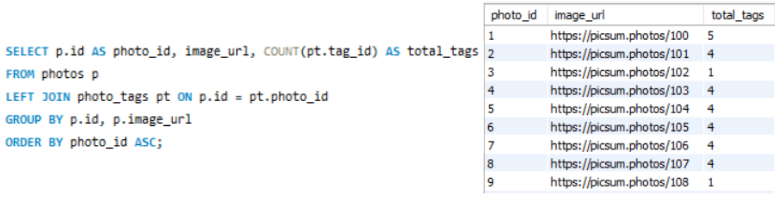 SELECT p.id AS photo_id, image_url, COUNT(pt.tag_id) AS total_tags
FROM photos p
LEFT JOIN photo_tags pt ON p.id = pt.photo_id
GROUP BY p.id, p.image_url
ORDER BY photo_id ASC;
photo_id image_url total_tags
1 https://picsum.photos/100 5
2 https://picsum.photos/101 4
3 https://picsum.photos/102 1
4 https://picsum.photos/103 4
5 https://picsum.photos/104 4
6 https://picsum.photos/105 4
7 https://picsum.photos/106 4
8 https://picsum.photos/107 4
9 https://picsum.photos/108 1